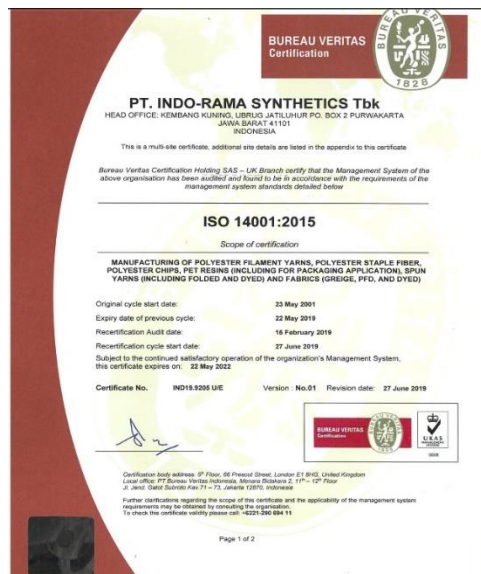 BUREAU VERITAS
Certification
BUREAU VERITAS
1828
PT. INDO-RAMA SYNTHETICS Tbk
HEAD OFFICE: KEMBANG KUNING, UBRUG JATILUHUR PO. BOX 2 PURWAKARTA
JAWA BARAT 41101
INDONESIA
This is a multi-site certificate, additional site details are listed in the appendix to this certificate
Bureau Veritas Certification Holding SAS – UK Branch certify that the Management System of the
above organisation has been audited and found to be in accordance with the requirements of the
management system standards detailed below
ISO 14001:2015
Scope of certification
MANUFACTURING OF POLYESTER FILAMENT YARNS, POLYESTER STAPLE FIBER,
POLYESTER CHIPS, PET RESINS (INCLUDING FOR PACKAGING APPLICATION), SPUN
YARNS (INCLUDING FOLDED AND DYED) AND FABRICS (GREIGE, PFD, AND DYED)
Original cycle start date: 23 May 2001
Expiry date of previous cycle: 22 May 2019
Recertification Audit date: 16 February 2019
Recertification cycle start date: 27 June 2019
Subject to the continued satisfactory operation of the organization's Management System,
this certificate expires on: 22 May 2022
Certificate No. IND19.9205 U/E Version : No.01 Revision date: 27 June 2019
BUREAU VERITAS
Certification
UKAS
MANAGEMENT
SYSTEMS
0008
Certification body address: 5th Floor, 66 Prescot Street, London E1 8HG, United Kingdom
Local office: PT Bureau Veritas Indonesia, Menara Bidakara 2, 11th – 12th Floor
Jl. Jend. Gatot Subroto Kav.71 – 73, Jakarta 12870, Indonesia
Further clarifications regarding the scope of this certificate and the applicability of the management system
requirements may be obtained by consulting the organisation.
To check this certificate validity please call: +6221-290 694 11
Page 1 of 2